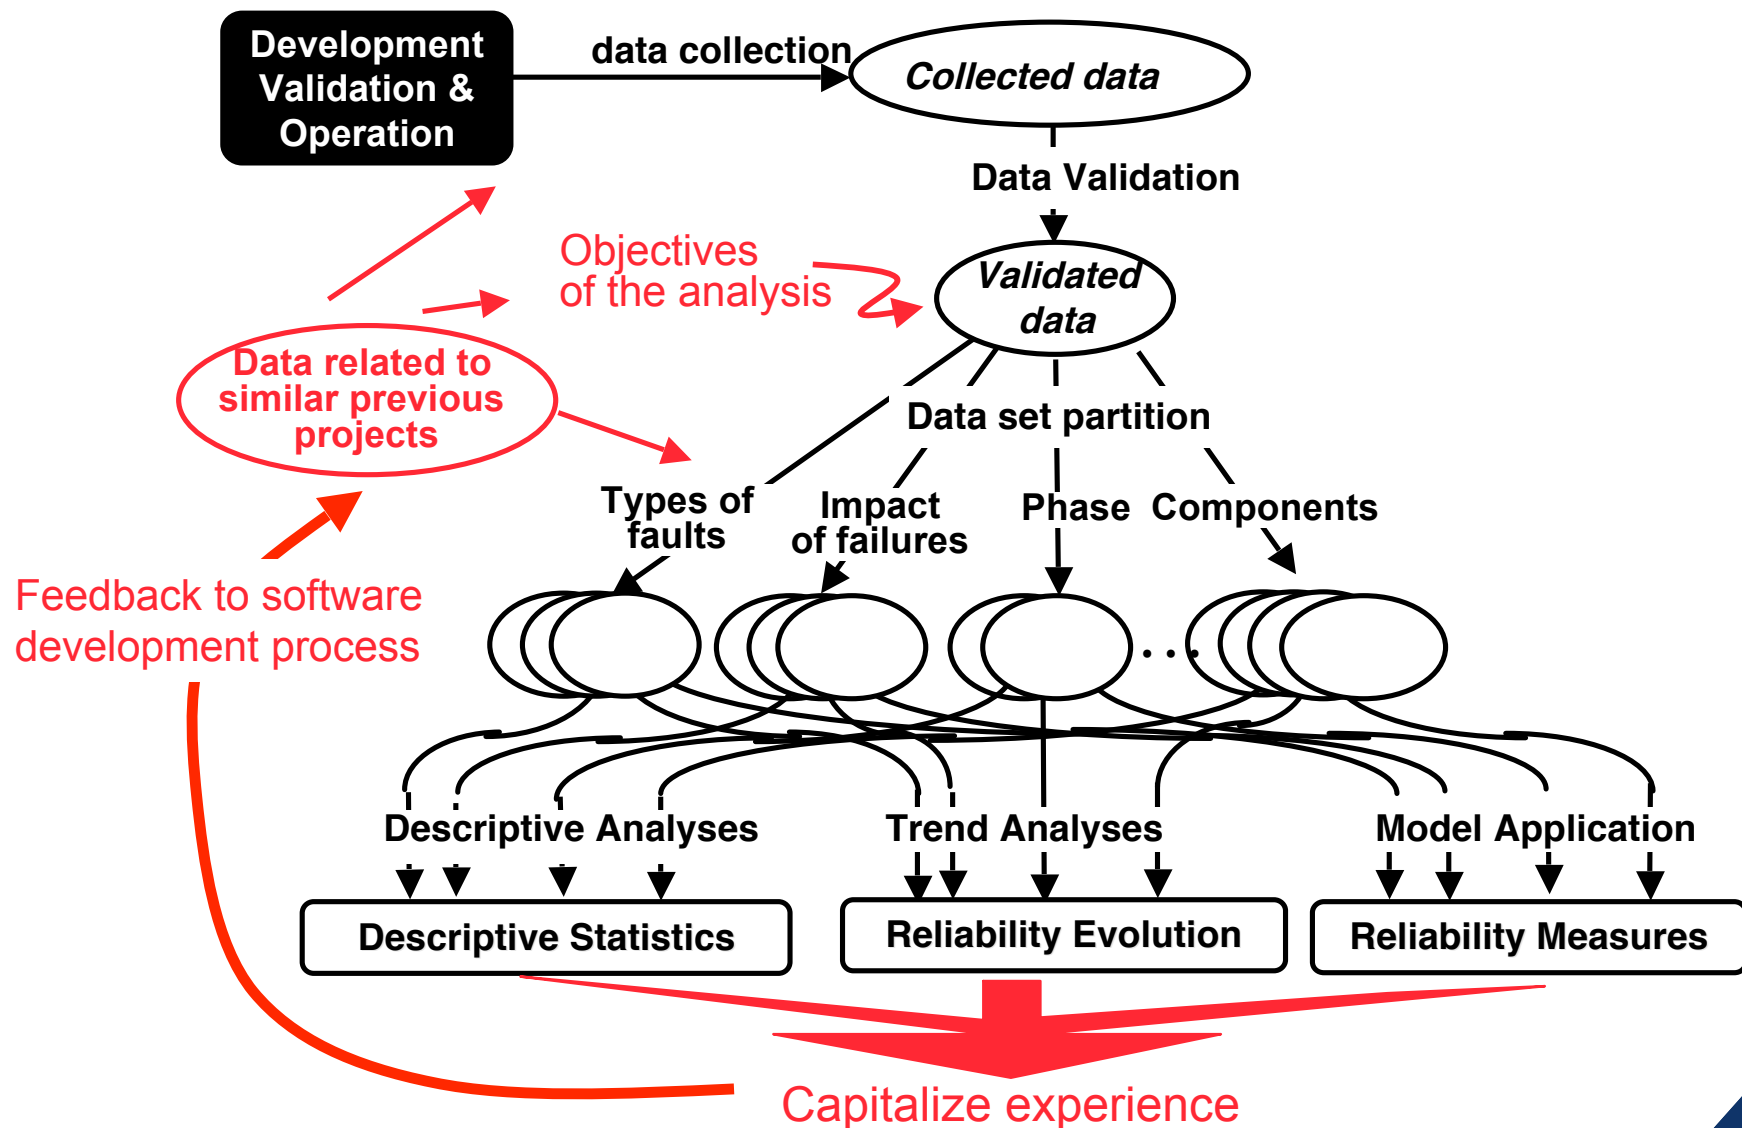 Development
Validation &
Operation
data collection
Collected data
Data Validation
Objectives
of the analysis
Validated
data
Data related to
similar previous
projects
Data set partition
Types of
faults
Impact
of failures
Phase
Components
Feedback to software
development process
. . .
Descriptive Analyses
Trend Analyses
Model Application
Descriptive Statistics
Reliability Evolution
Reliability Measures
Capitalize experience